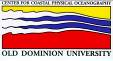 CENTER FOR COASTAL PHYSICAL OCEANOGRAPHY
OLD DOMINION UNIVERSITY